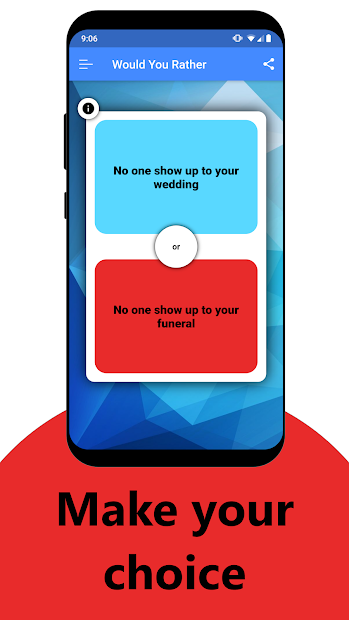 9:06
Would You Rather
No one show up to your
wedding
or
No one show up to your
funeral
Make your
choice